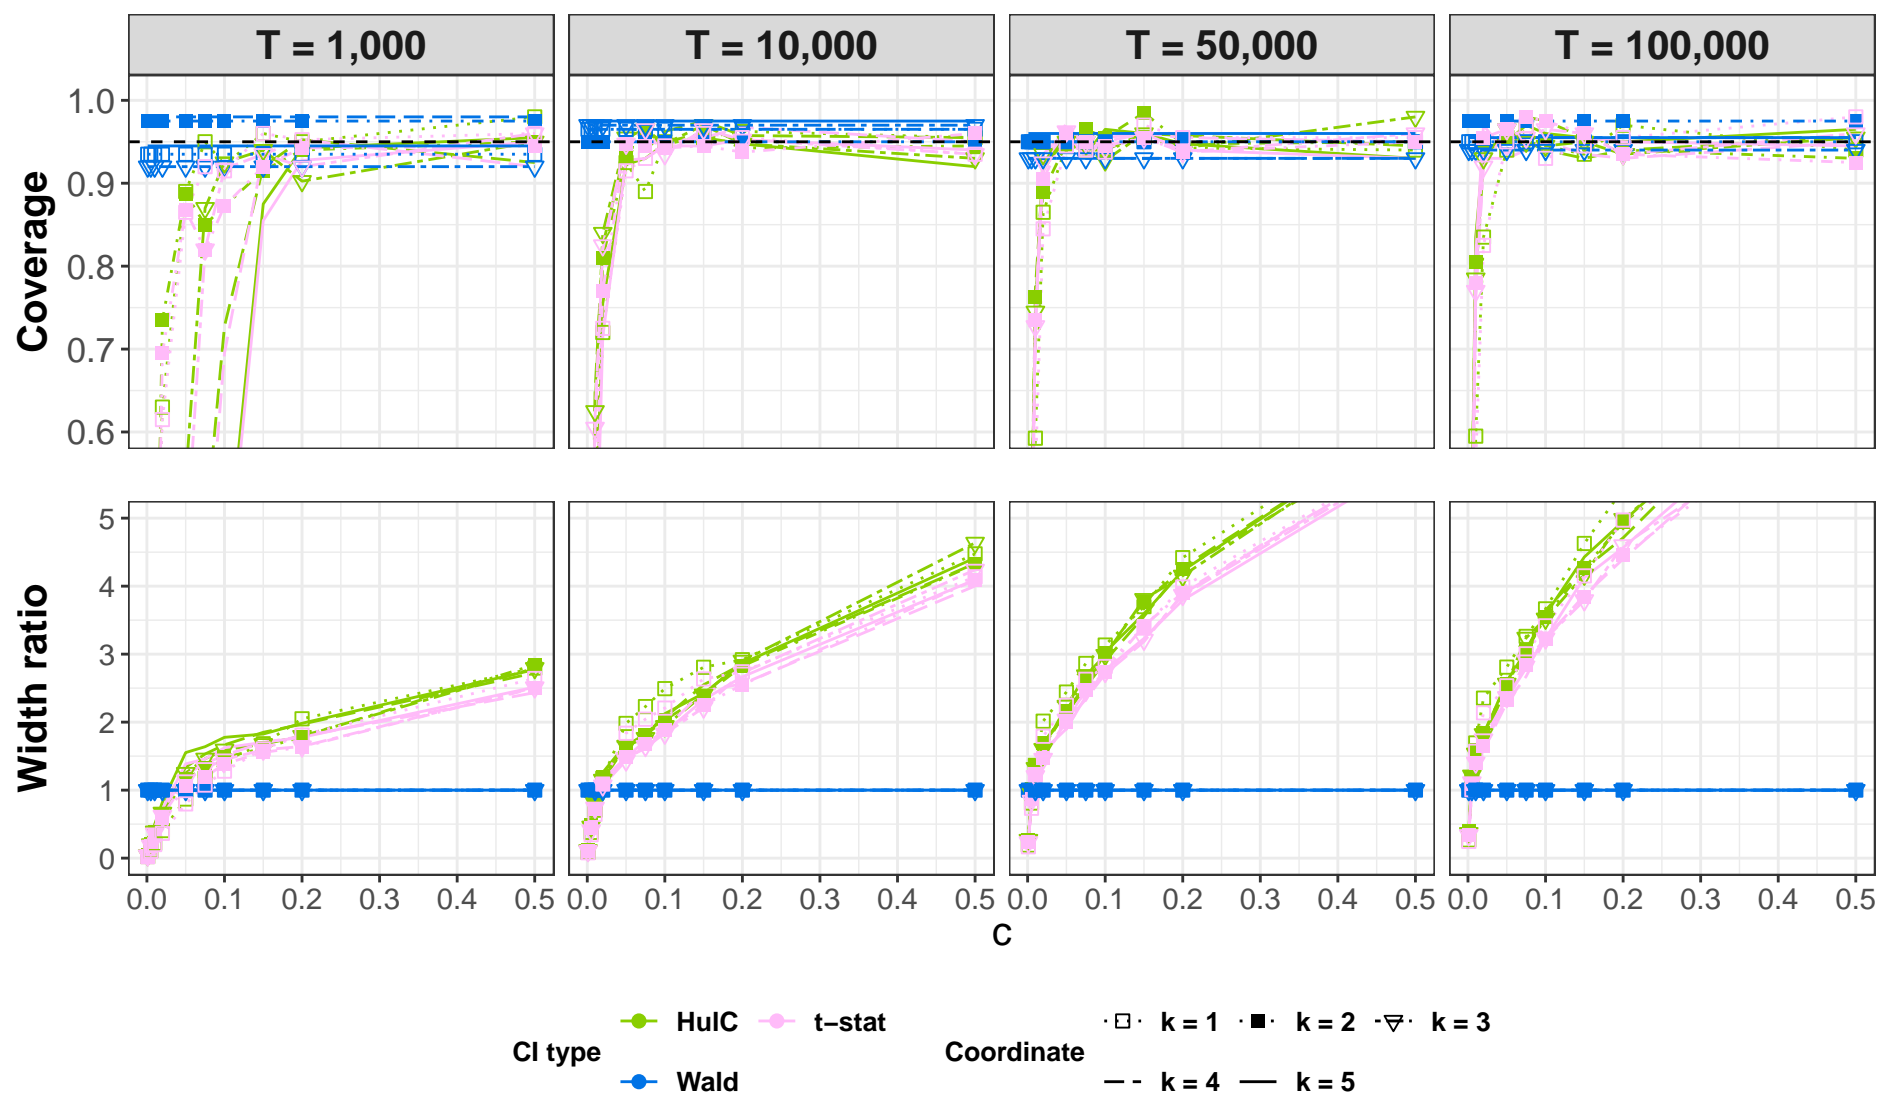 T = 1,000 T = 10,000 T = 50,000 T = 100,000
Coverage
1.0
0.9
0.8
0.7
0.6
Width ratio
5
4
3
2
1
0
0.0 0.1 0.2 0.3 0.4 0.5 0.0 0.1 0.2 0.3 0.4 0.5 0.0 0.1 0.2 0.3 0.4 0.5 0.0 0.1 0.2 0.3 0.4 0.5
c
CI type
HulC t−stat
Wald
Coordinate
k = 1 k = 2 k = 3
k = 4 k = 5